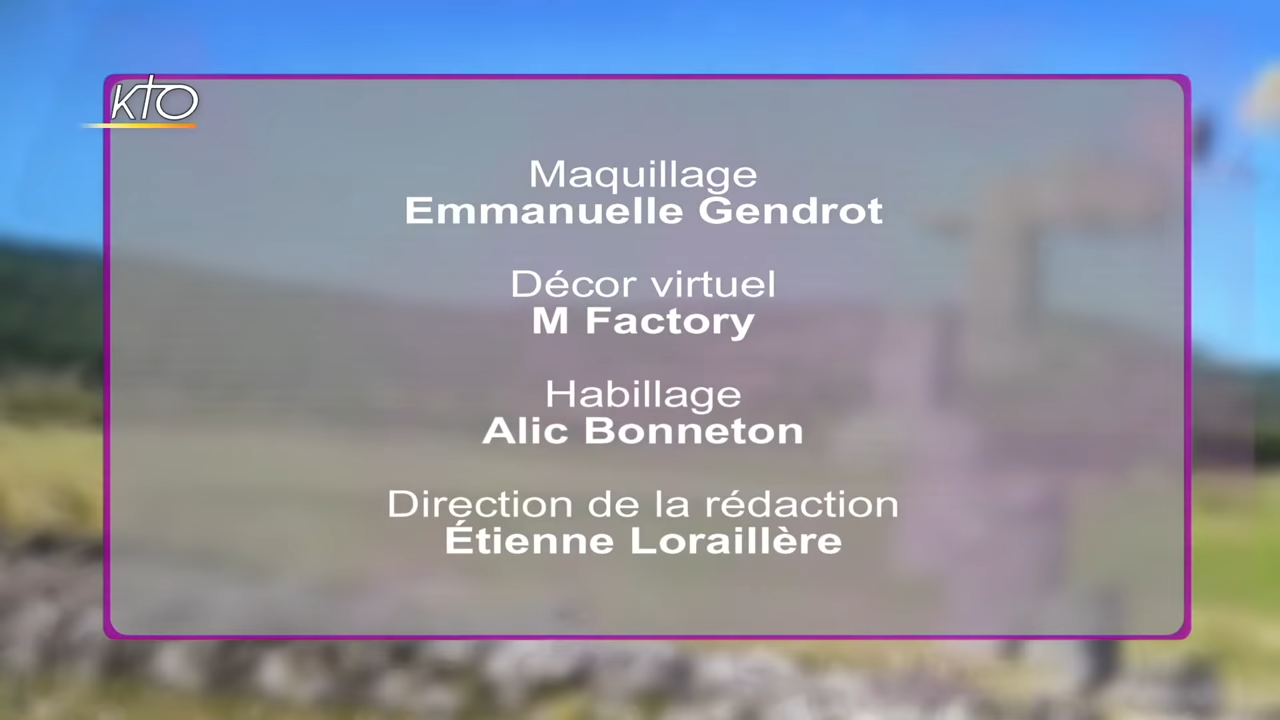 KTO
Maquillage
Emmanuelle Gendrot
Décor virtuel
M Factory
Habillage
Alic Bonneton
Direction de la rédaction
Étienne Loraillère